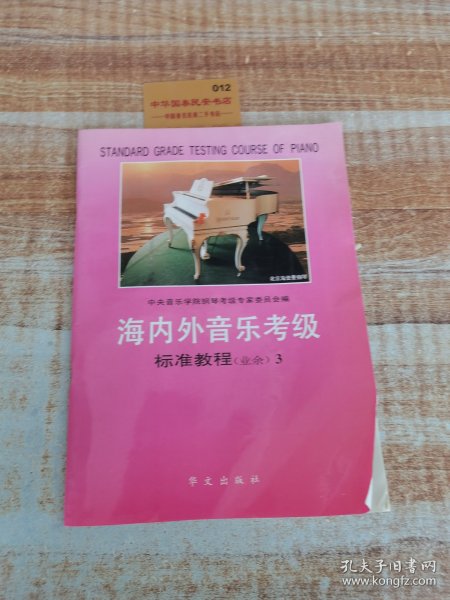 012
中华国泰民安书店
STANDARD GRADE TESTING COURSE OF PIANO
中央音乐学院钢琴考级专家委员会编
海内外音乐考级
标准教程(业余)3
华文出版社
孔夫子旧书网
www.kongfz.com